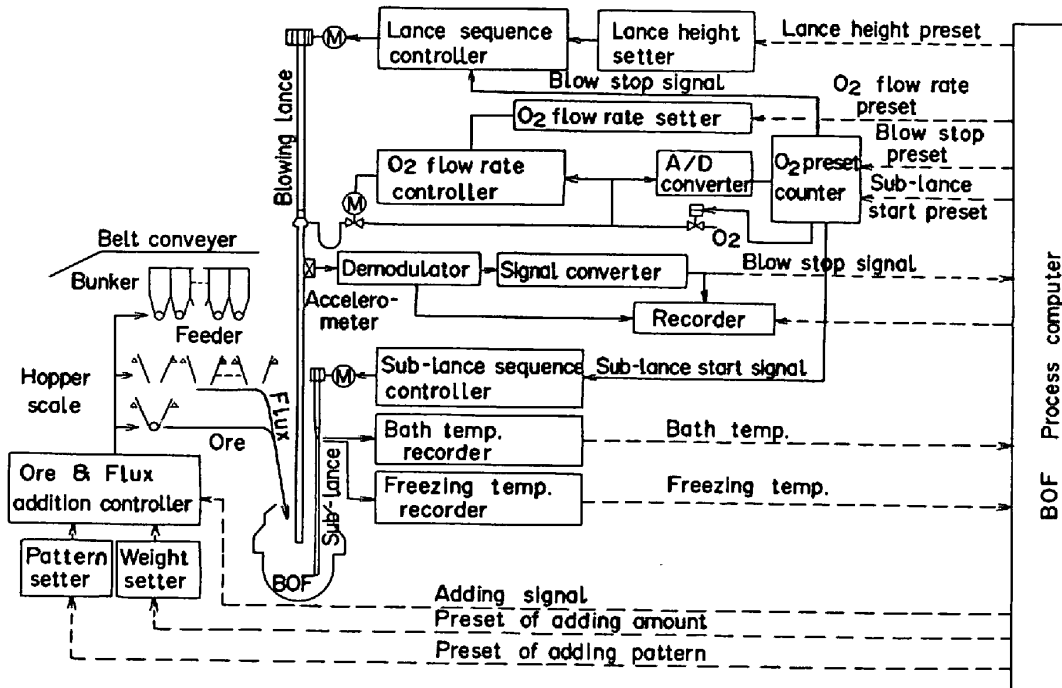 Lance sequence
controller
Lance height
setter
Lance height preset
M
Blow stop signal
O2 flow rate
preset
O2 flow rate setter
Blow stop
preset
Blowing lance
O2 flow rate
controller
A/D
converter
O2 preset
counter
Sub-lance
start preset
M
O2
Belt conveyer
Bunker
Demodulator
Signal converter
Blow stop signal
Accelero-
meter
Recorder
Feeder
Process computer
BOF
Hopper
scale
M
Sub-lance sequence
controller
Sub-lance start signal
Flux
Ore
Bath temp.
recorder
Bath temp.
Sub-lance
Ore & Flux
addition controller
Freezing temp.
recorder
Freezing temp.
Pattern
setter
Weight
setter
BOF
Adding signal
Preset of adding amount
Preset of adding pattern